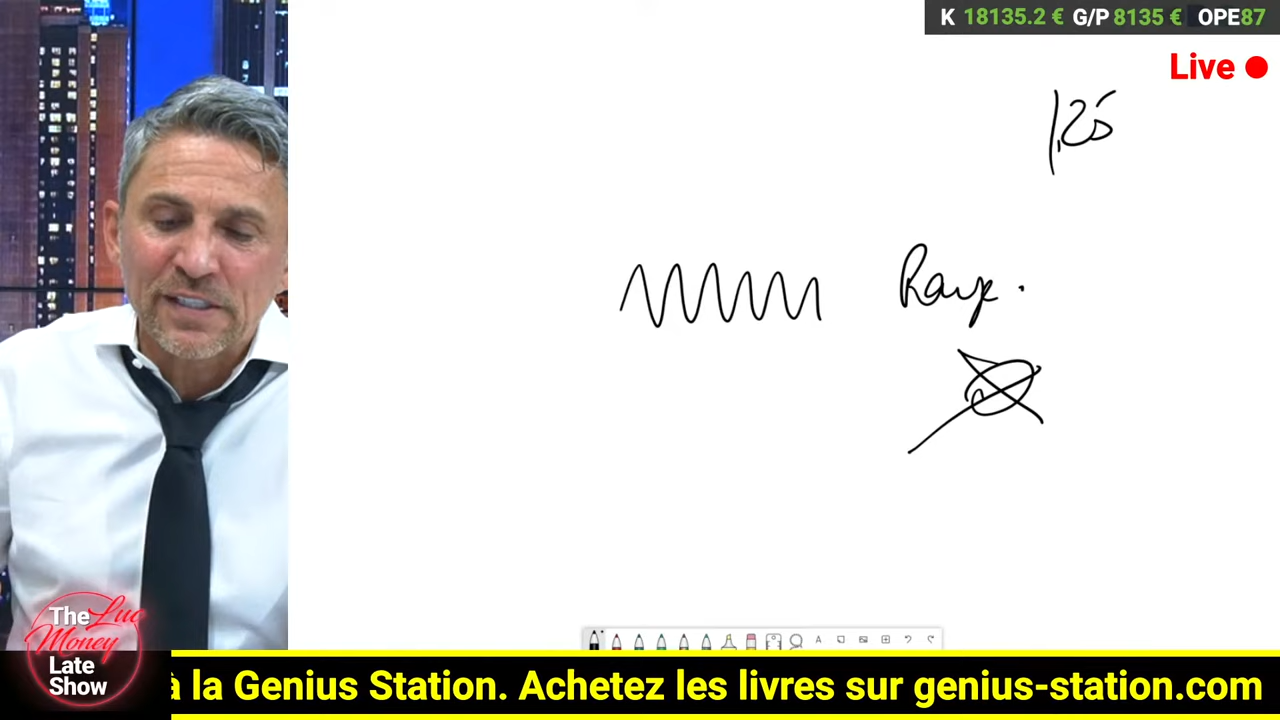 K 18135.2 € G/P 8135 € OPE87
Live
1,25
Range.
The Luc
Money
Late
Show
à la Genius Station. Achetez les livres sur genius-station.com